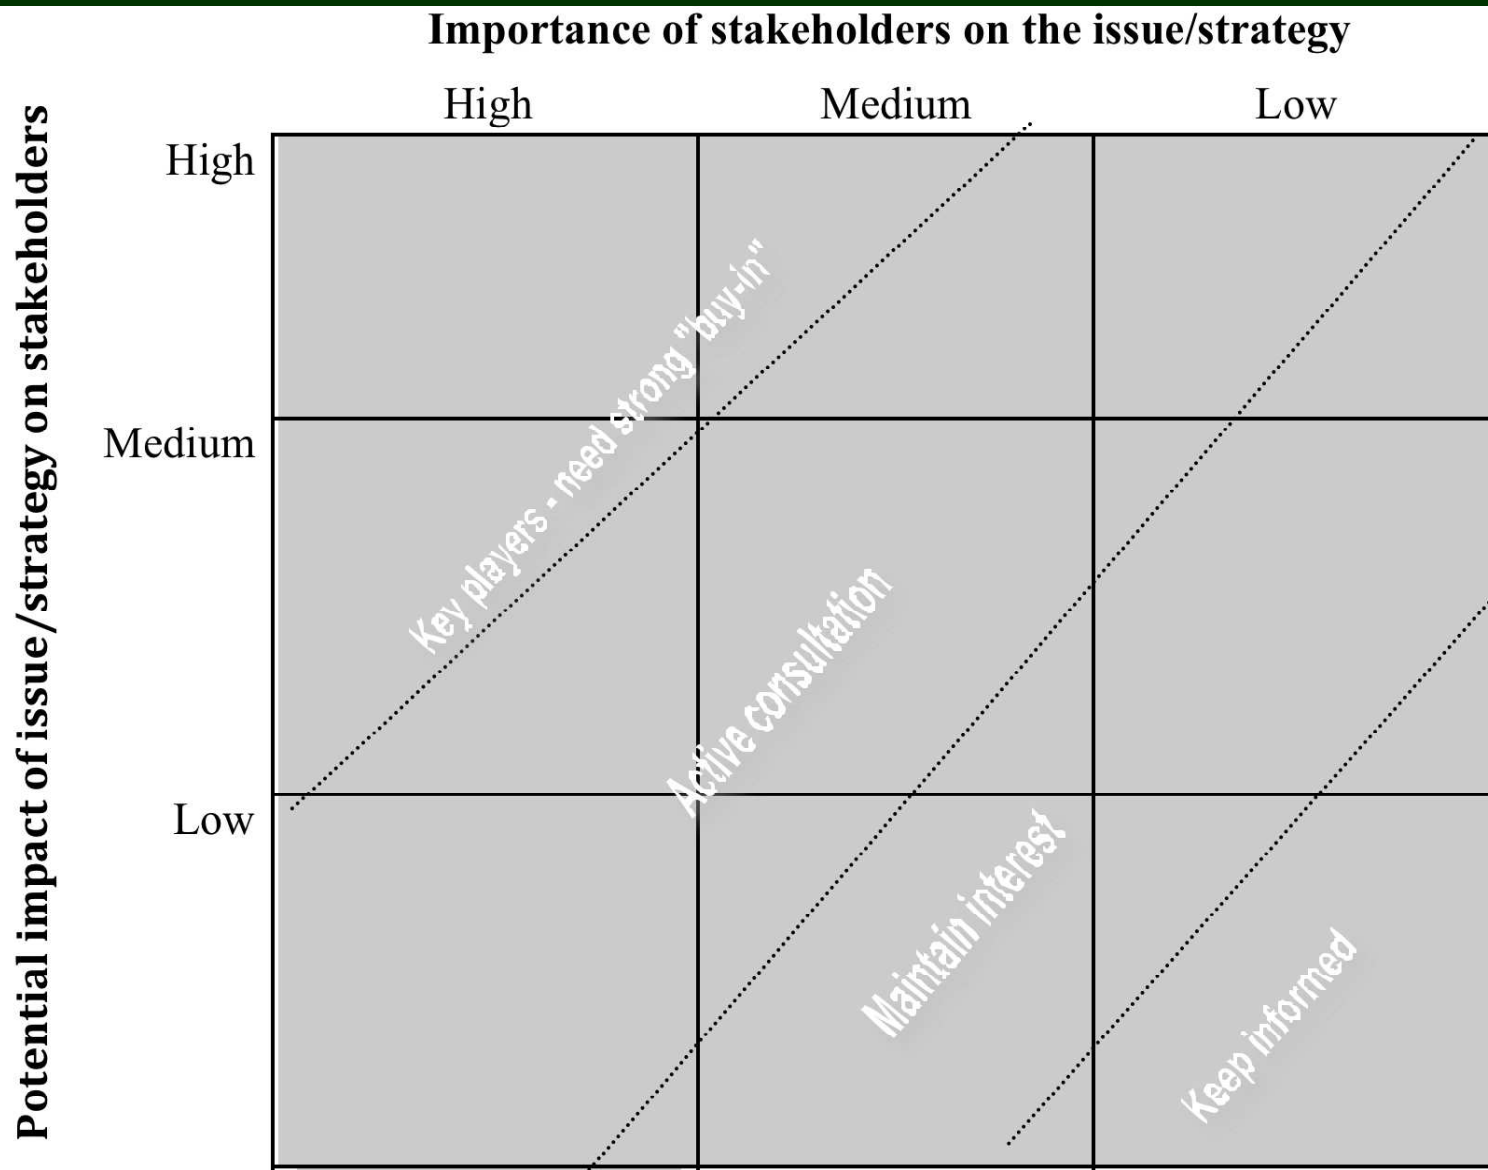 Importance of stakeholders on the issue/strategy
High Medium Low
Potential impact of issue/strategy on stakeholders
High
Medium
Low
Key players - need strong "buy-in"
Active consultation
Maintain interest
Keep informed